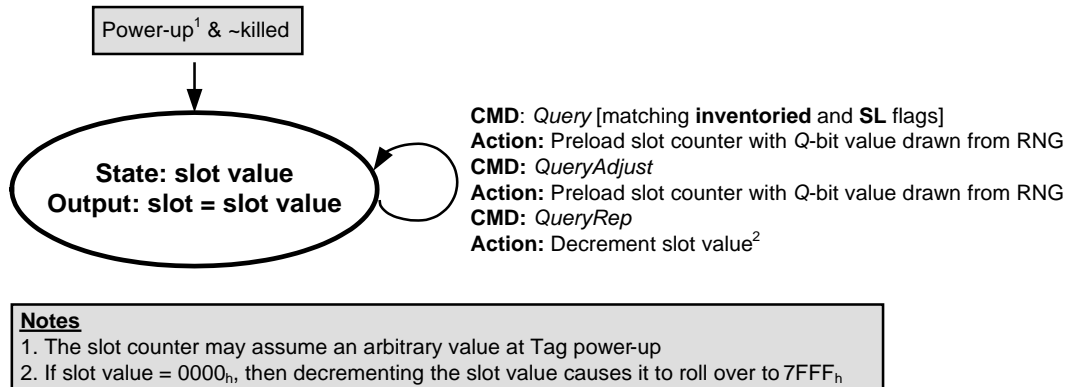 Power-up¹ & ~killed
State: slot value
Output: slot = slot value
CMD: Query [matching inventoried and SL flags]
Action: Preload slot counter with Q-bit value drawn from RNG
CMD: QueryAdjust
Action: Preload slot counter with Q-bit value drawn from RNG
CMD: QueryRep
Action: Decrement slot value²
Notes
1. The slot counter may assume an arbitrary value at Tag power-up
2. If slot value = 0000ₕ, then decrementing the slot value causes it to roll over to 7FFFₕ